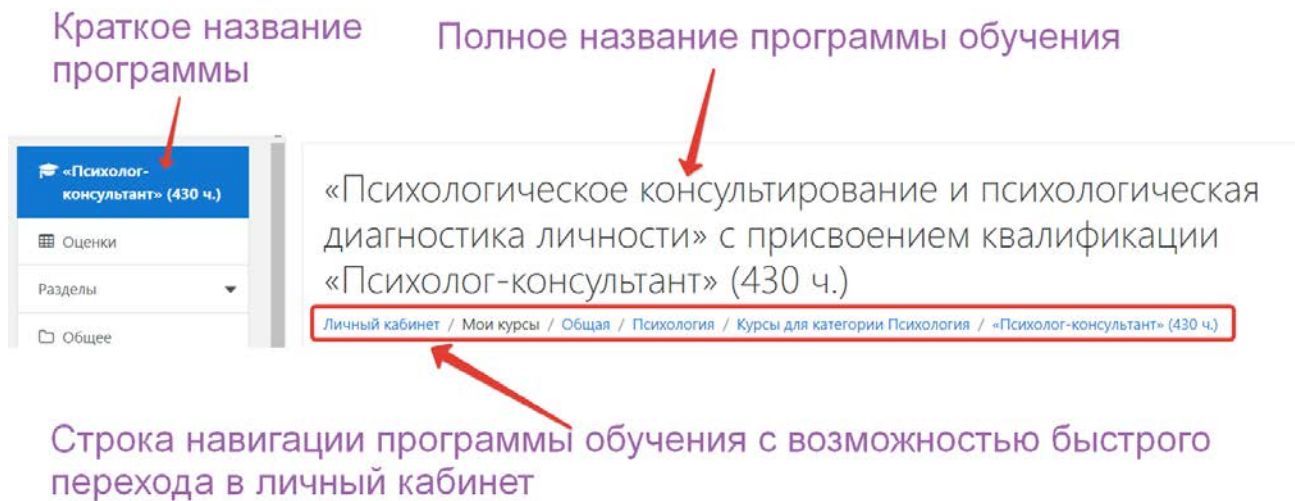 Краткое название
программы
Полное название программы обучения
«Психолог-
консультант» (430 ч.)
Оценки
Разделы
Общее
«Психологическое консультирование и психологическая
диагностика личности» с присвоением квалификации
«Психолог-консультант» (430 ч.)
Личный кабинет / Мои курсы / Общая / Психология / Курсы для категории Психология / «Психолог-консультант» (430 ч.)
Строка навигации программы обучения с возможностью быстрого
перехода в личный кабинет